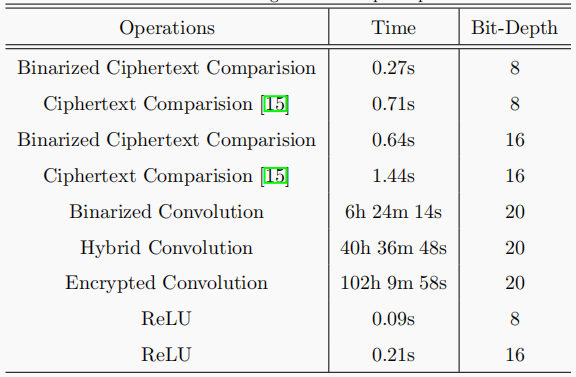 Operations Time Bit-Depth
Binarized Ciphertext Comparision 0.27s 8
Ciphertext Comparision [15] 0.71s 8
Binarized Ciphertext Comparision 0.64s 16
Ciphertext Comparision [15] 1.44s 16
Binarized Convolution 6h 24m 14s 20
Hybrid Convolution 40h 36m 48s 20
Encrypted Convolution 102h 9m 58s 20
ReLU 0.09s 8
ReLU 0.21s 16